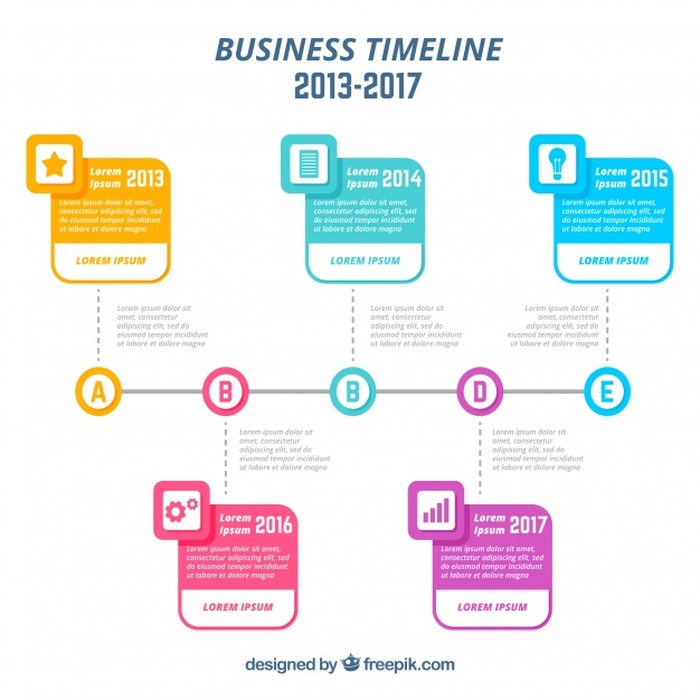 BUSINESS TIMELINE
2013-2017
Lorem
Ipsum 2013
Lorem ipsum dolor sit amet,
consectetur adipiscing elit, sed
do eiusmod tempor incididunt
ut labore et dolore magna
LOREM IPSUM
Lorem
Ipsum 2014
Lorem ipsum dolor sit amet,
consectetur adipiscing elit, sed
do eiusmod tempor incididunt
ut labore et dolore magna
LOREM IPSUM
Lorem
Ipsum 2015
Lorem ipsum dolor sit amet,
consectetur adipiscing elit, sed
do eiusmod tempor incididunt
ut labore et dolore magna
LOREM IPSUM
Lorem ipsum dolor sit
amet, consectetur
adipiscing elit, sed do
eiusmod tempor incididunt
ut labore et dolore magna
Lorem ipsum dolor sit
amet, consectetur
adipiscing elit, sed do
eiusmod tempor incididunt
ut labore et dolore magna
Lorem ipsum dolor sit
amet, consectetur
adipiscing elit, sed do
eiusmod tempor incididunt
ut labore et dolore magna
A B B D E
Lorem ipsum dolor sit
amet, consectetur
adipiscing elit, sed do
eiusmod tempor incididunt
ut labore et dolore magna
Lorem ipsum dolor sit
amet, consectetur
adipiscing elit, sed do
eiusmod tempor incididunt
ut labore et dolore magna
Lorem
Ipsum 2016
Lorem ipsum dolor sit amet,
consectetur adipiscing elit, sed
do eiusmod tempor incididunt
ut labore et dolore magna
LOREM IPSUM
Lorem
Ipsum 2017
Lorem ipsum dolor sit amet,
consectetur adipiscing elit, sed
do eiusmod tempor incididunt
ut labore et dolore magna
LOREM IPSUM
designed by freepik.com